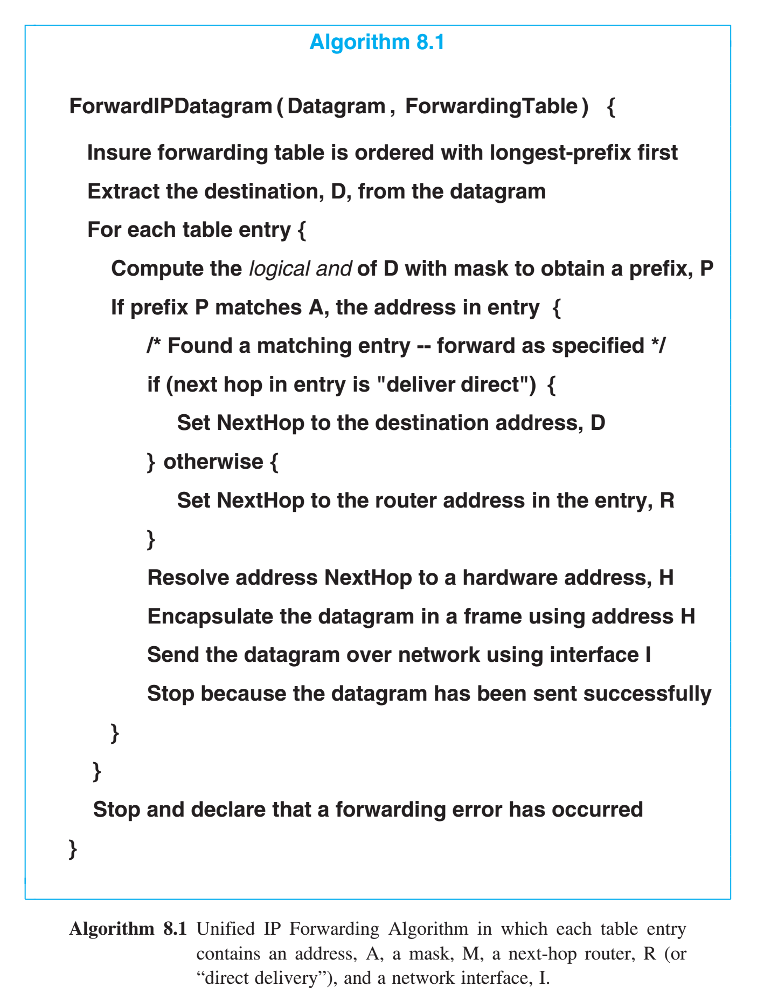 Algorithm 8.1
ForwardIPDatagram ( Datagram , ForwardingTable ) {
Insure forwarding table is ordered with longest-prefix first
Extract the destination, D, from the datagram
For each table entry {
Compute the logical and of D with mask to obtain a prefix, P
If prefix P matches A, the address in entry {
/* Found a matching entry -- forward as specified */
if (next hop in entry is "deliver direct") {
Set NextHop to the destination address, D
} otherwise {
Set NextHop to the router address in the entry, R
}
Resolve address NextHop to a hardware address, H
Encapsulate the datagram in a frame using address H
Send the datagram over network using interface I
Stop because the datagram has been sent successfully
}
}
Stop and declare that a forwarding error has occurred
}
Algorithm 8.1 Unified IP Forwarding Algorithm in which each table entry
contains an address, A, a mask, M, a next-hop router, R (or
“direct delivery”), and a network interface, I.